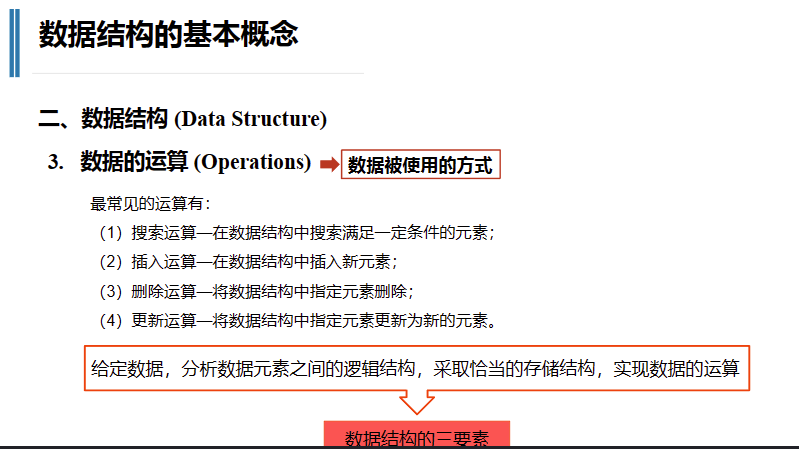 数据结构的基本概念
二、数据结构 (Data Structure)
3. 数据的运算 (Operations) 数据被使用的方式
最常见的运算有：
（1）搜索运算—在数据结构中搜索满足一定条件的元素；
（2）插入运算—在数据结构中插入新元素；
（3）删除运算—将数据结构中指定元素删除；
（4）更新运算—将数据结构中指定元素更新为新的元素。
给定数据，分析数据元素之间的逻辑结构，采取恰当的存储结构，实现数据的运算
数据结构的三要素